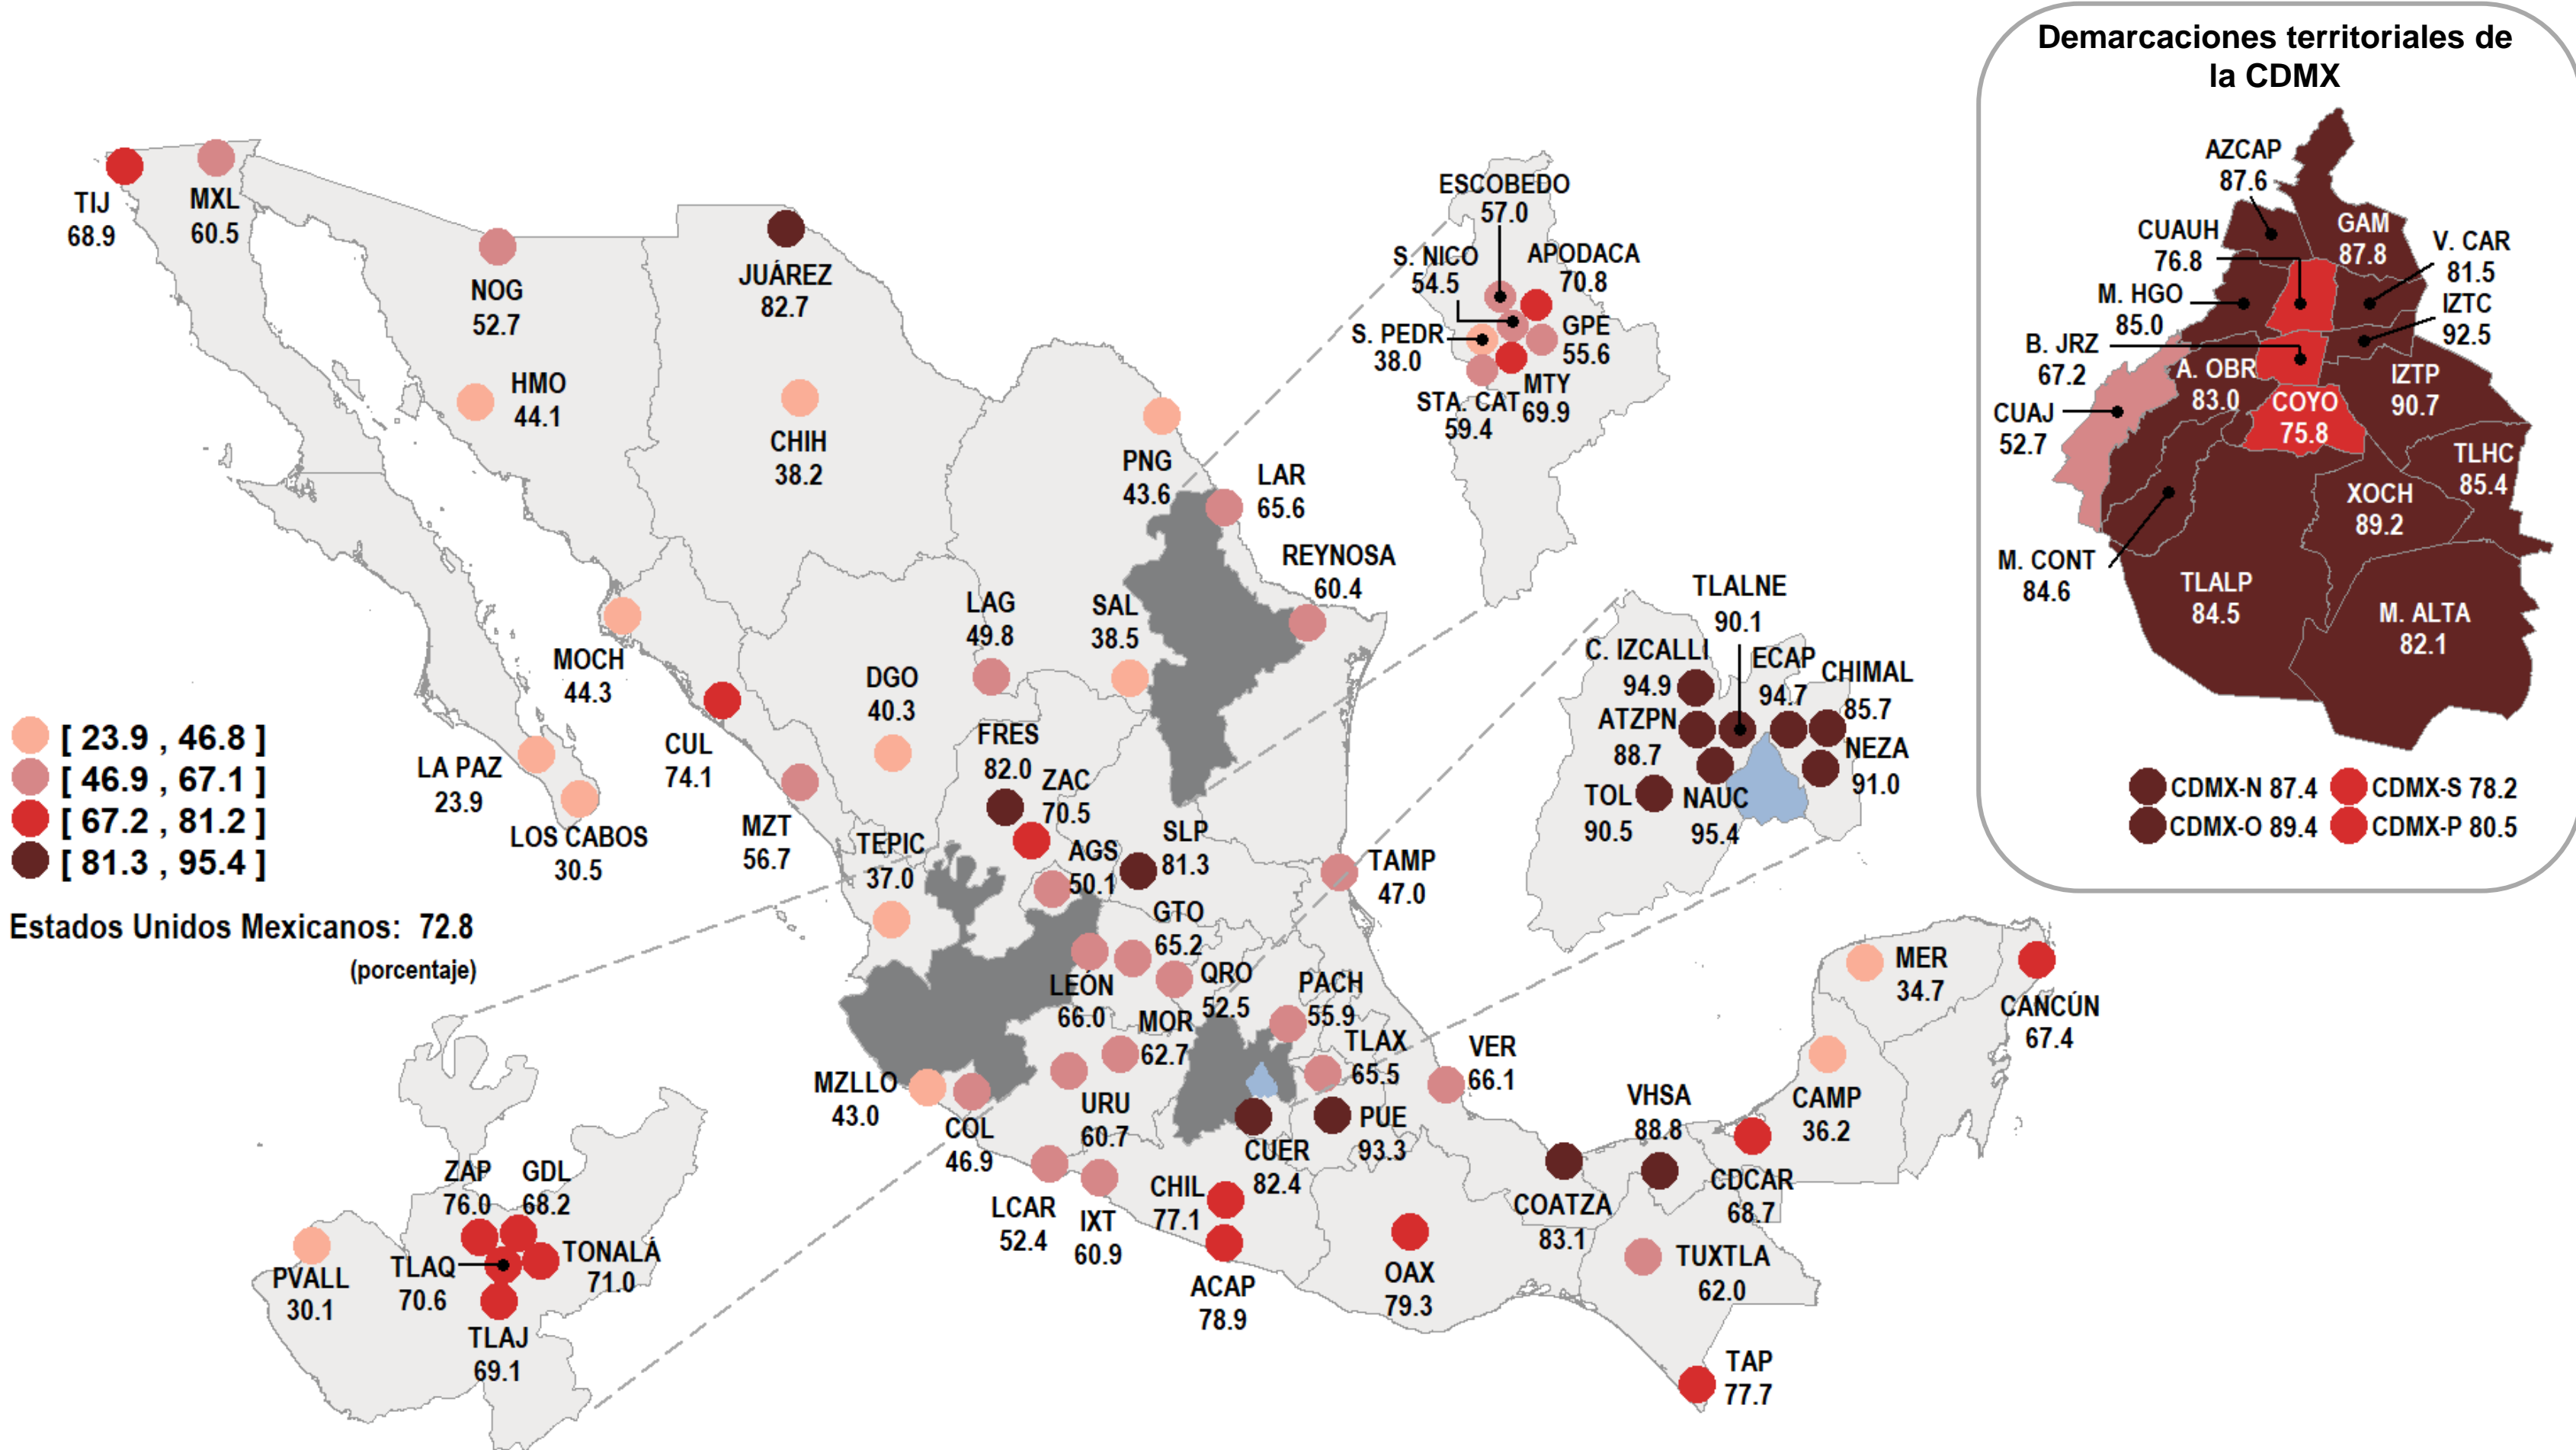 Demarcaciones territoriales de
la CDMX
AZCAP
87.6
CUAUH
76.8
GAM
87.8
V. CAR
81.5
M. HGO
85.0
IZTC
92.5
B. JRZ
67.2
A. OBR
83.0
IZTP
90.7
CUAJ
52.7
COYO
75.8
TLHC
85.4
XOCH
89.2
M. CONT
84.6
TLALP
84.5
M. ALTA
82.1
CDMX-N 87.4
CDMX-S 78.2
CDMX-O 89.4
CDMX-P 80.5
TIJ
68.9
MXL
60.5
NOG
52.7
JUÁREZ
82.7
HMO
44.1
CHIH
38.2
PNG
43.6
LAR
65.6
REYNOSA
60.4
ESCOBEDO
57.0
S. NICO
54.5
APODACA
70.8
S. PEDR
38.0
GPE
55.6
STA. CAT
59.4
MTY
69.9
MOCH
44.3
LAG
49.8
SAL
38.5
DGO
40.3
CUL
74.1
LA PAZ
23.9
LOS CABOS
30.5
MZT
56.7
FRES
82.0
ZAC
70.5
TEPIC
37.0
AGS
50.1
SLP
81.3
TAMP
47.0
TLALNE
90.1
C. IZCALLI
94.9
ECAP
94.7
CHIMAL
85.7
ATZPN
88.7
NEZA
91.0
TOL
90.5
NAUC
95.4
[ 23.9 , 46.8 ]
[ 46.9 , 67.1 ]
[ 67.2 , 81.2 ]
[ 81.3 , 95.4 ]
Estados Unidos Mexicanos: 72.8
(porcentaje)
GTO
65.2
LEÓN
66.0
QRO
52.5
PACH
55.9
MOR
62.7
TLAX
65.5
VER
66.1
MZLLO
43.0
COL
46.9
URU
60.7
CUER
82.4
PUE
93.3
LCAR
52.4
IXT
60.9
CHIL
77.1
ACAP
78.9
OAX
79.3
COATZA
83.1
VHSA
88.8
CDCAR
68.7
TUXTLA
62.0
TAP
77.7
MER
34.7
CANCÚN
67.4
CAMP
36.2
ZAP
76.0
GDL
68.2
PVALL
30.1
TLAQ
70.6
TONALÁ
71.0
TLAJ
69.1